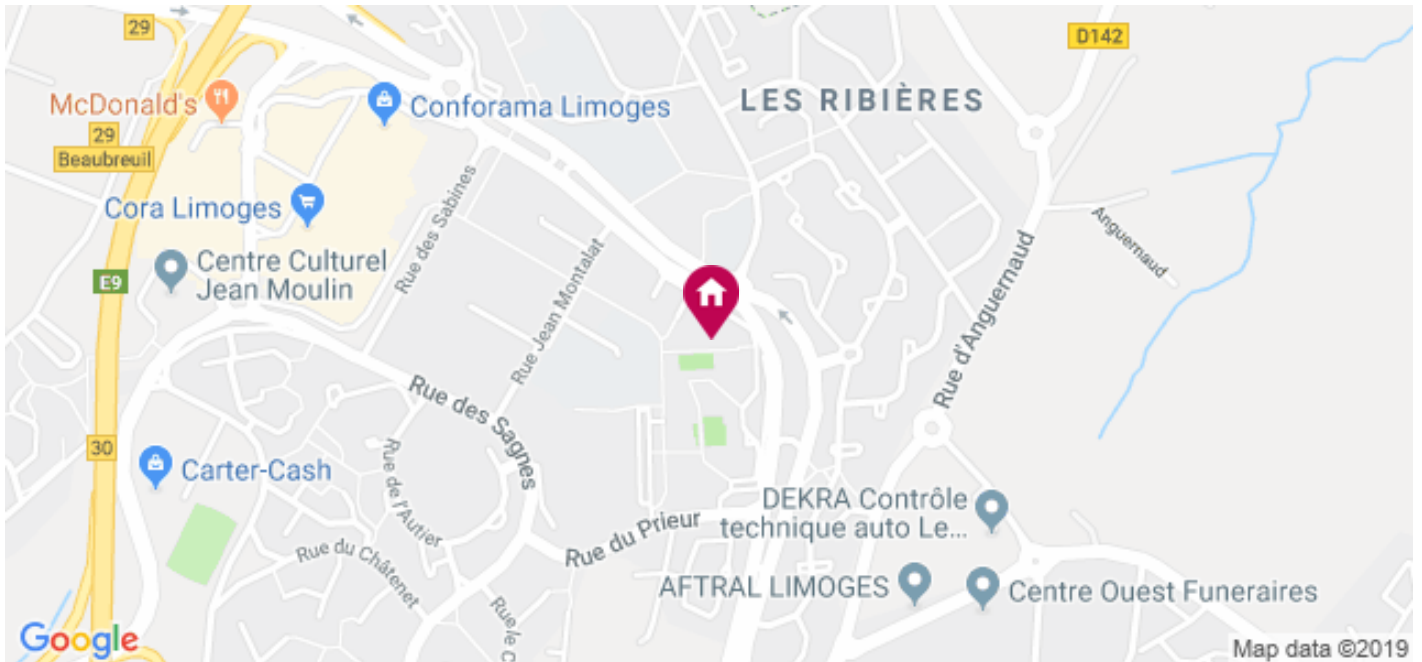 29
D142
McDonald's
Conforama Limoges
LES RIBIÈRES
29
Beaubreuil
Cora Limoges
Rue des Sabines
Centre Culturel
Jean Moulin
E9
Rue Jean Montalat
Anguernaud
Rue d'Anguernaud
Rue des Sagnes
30
Carter-Cash
Rue de l'Autier
DEKRA Contrôle
technique auto Le...
Rue du Prieur
Rue du Châtenet
AFTRAL LIMOGES
Centre Ouest Funeraires
Rue le C
Google
Map data ©2019